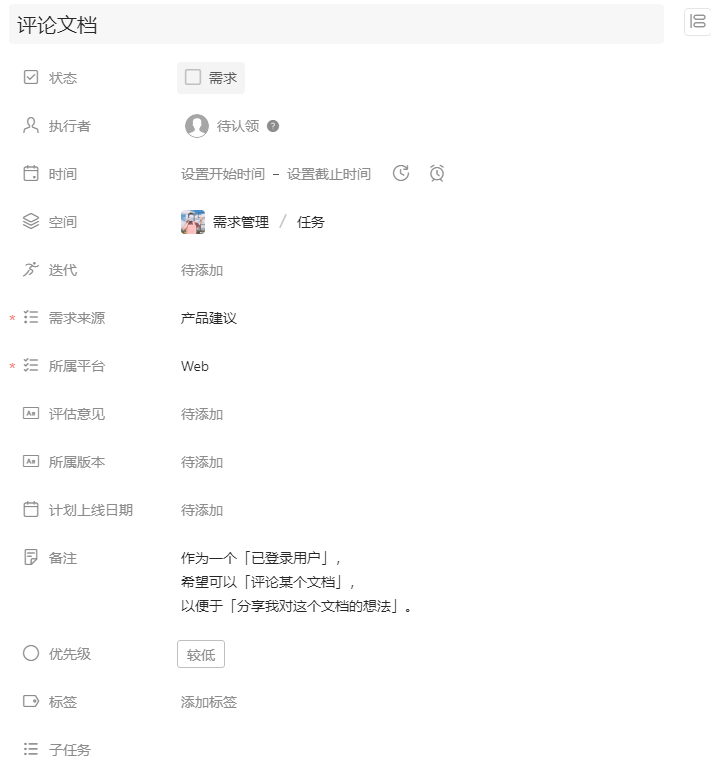 评论文档
状态 需求
执行者 待认领 ?
时间 设置开始时间 – 设置截止时间
空间 需求管理 / 任务
迭代 待添加
* 需求来源 产品建议
* 所属平台 Web
Aa 评估意见 待添加
Aa 所属版本 待添加
计划上线日期 待添加
备注 作为一个「已登录用户」,
希望可以「评论某个文档」,
以便于「分享我对这个文档的想法」。
优先级 较低
标签 添加标签
子任务